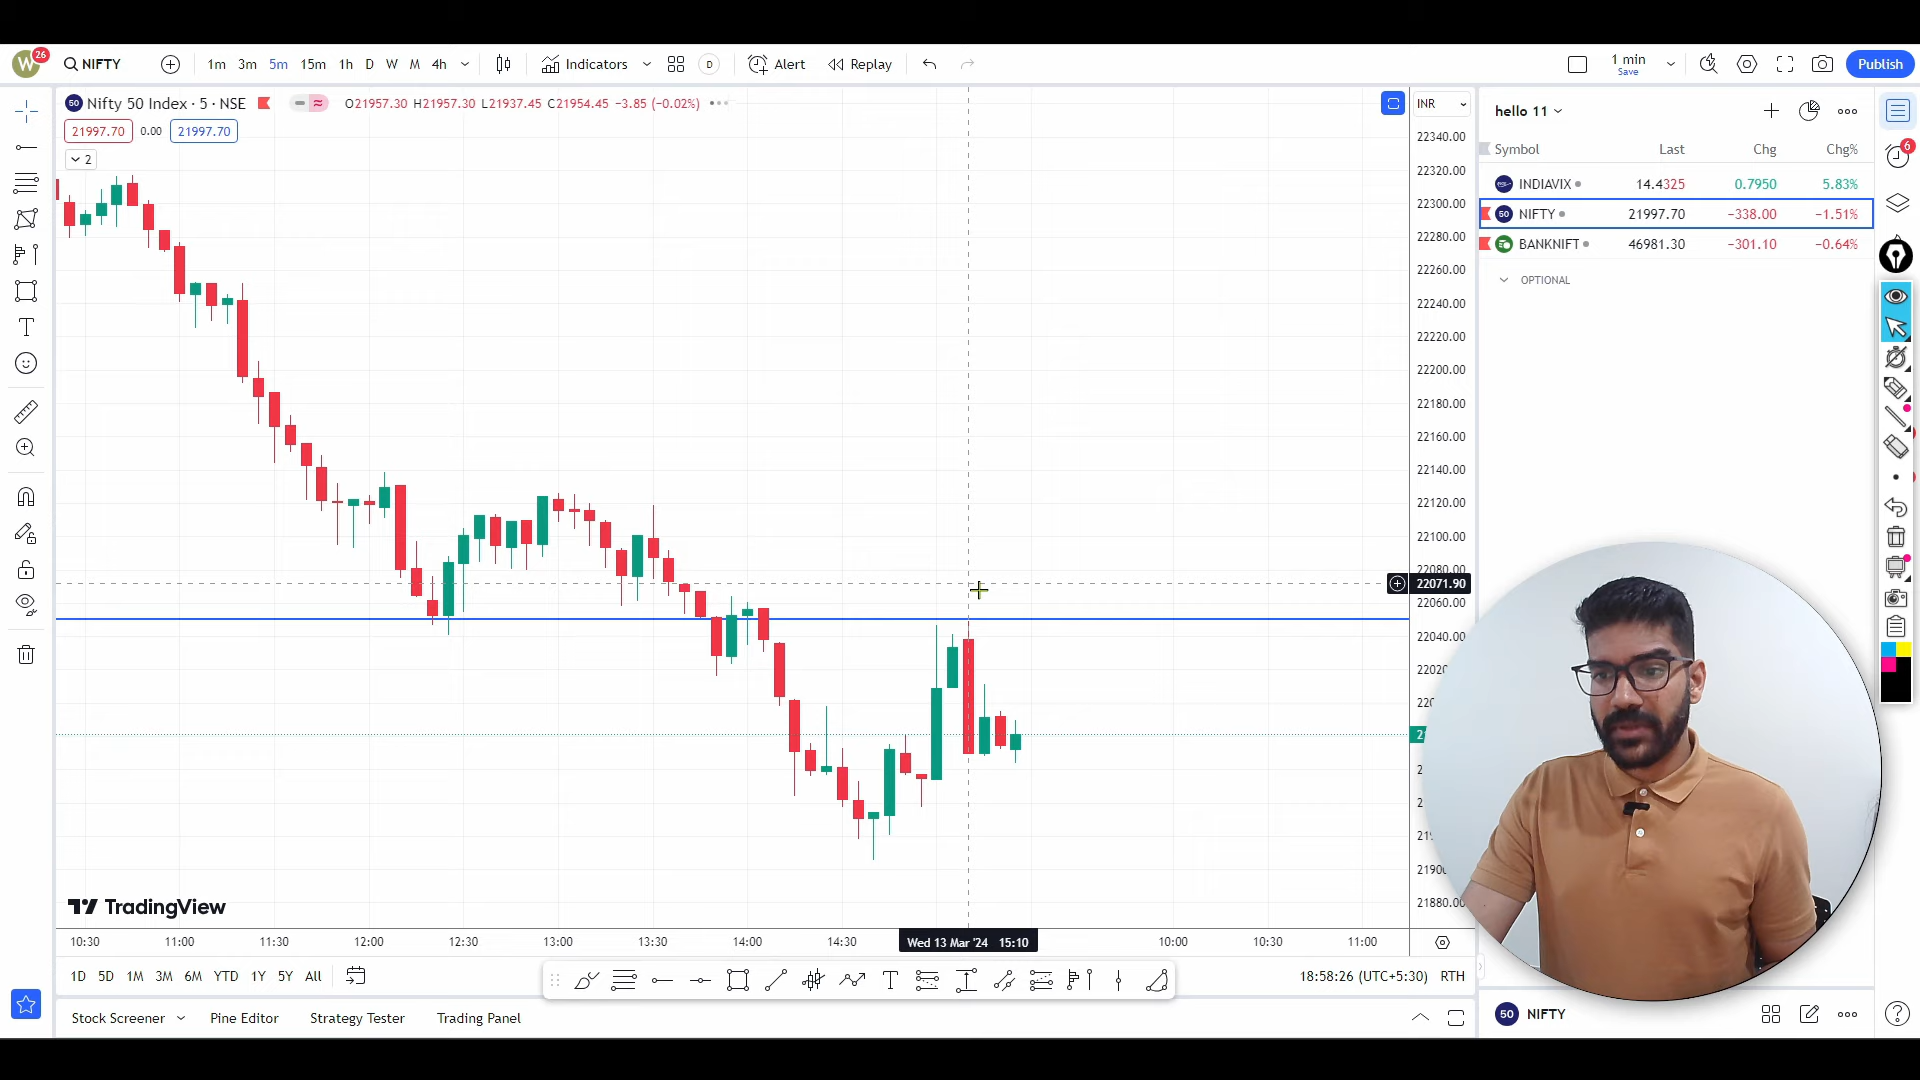 W 26 NIFTY 1m 3m 5m 15m 1h D W M 4h Indicators D Alert Replay 1 min Save Publish
50 Nifty 50 Index · 5 · NSE O21957.30 H21957.30 L21937.45 C21954.45 −3.85 (−0.02%) INR
21997.70 0.00 21997.70
2
hello 11
Symbol Last Chg Chg%
INDIAVIX 14.4325 0.7950 5.83%
50 NIFTY 21997.70 −338.00 −1.51%
BANKNIFT 46981.30 −301.10 −0.64%
OPTIONAL
6
22340.00
22320.00
22300.00
22280.00
22260.00
22240.00
22220.00
22200.00
22180.00
22160.00
22140.00
22120.00
22100.00
22080.00
22071.90
22060.00
22040.00
TradingView
21880.00
10:30 11:00 11:30 12:00 12:30 13:00 13:30 14:00 14:30 Wed 13 Mar '24 15:10 10:00 10:30 11:00
1D 5D 1M 3M 6M YTD 1Y 5Y All T 18:58:26 (UTC+5:30) RTH
Stock Screener Pine Editor Strategy Tester Trading Panel
50 NIFTY